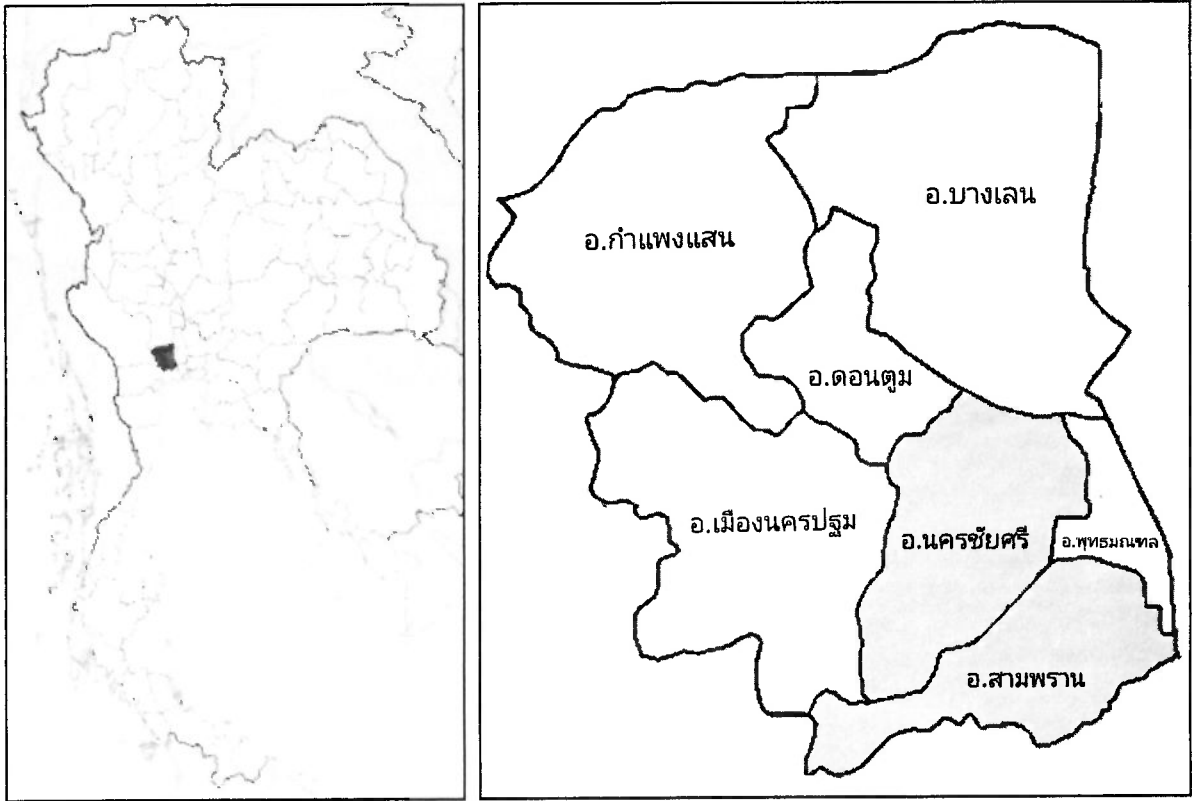 อ.บางเลน
อ.กำแพงแสน
อ.ดอนตูม
อ.เมืองนครปฐม
อ.นครชัยศรี
อ.พุทธมณฑล
อ.สามพราน